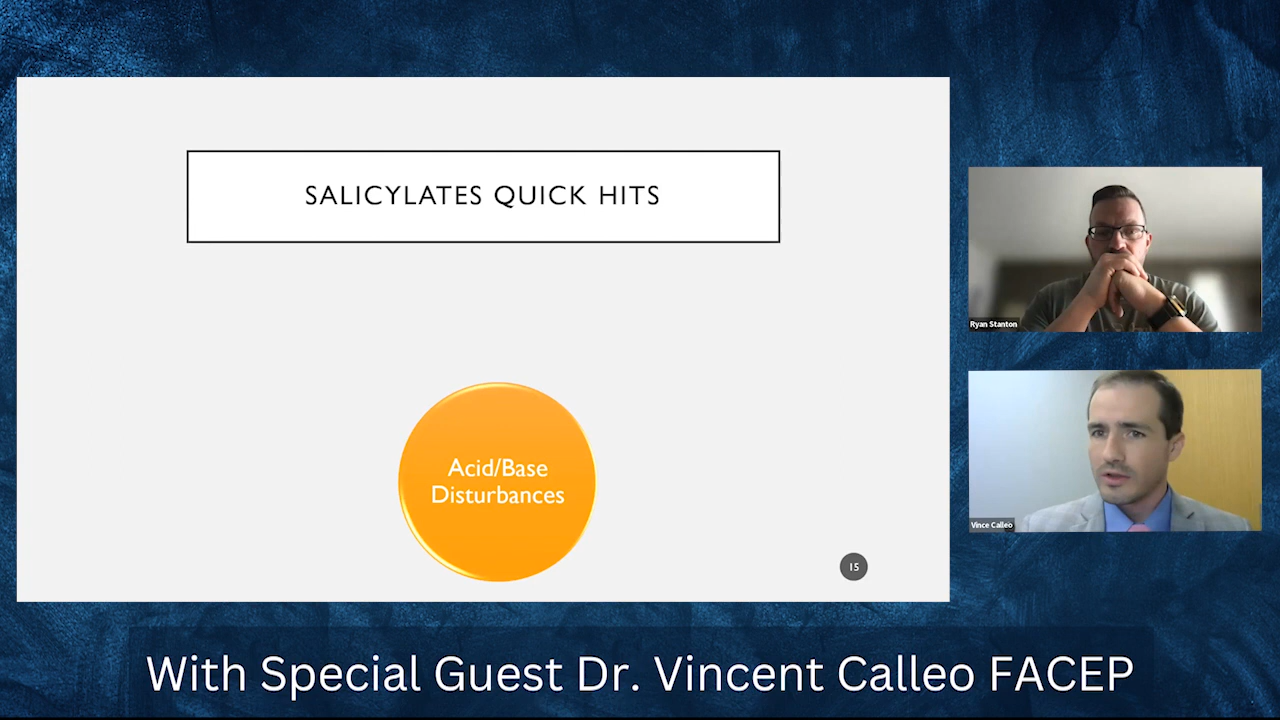 SALICYLATES QUICK HITS
Acid/Base
Disturbances
15
Ryan Stanton
Vince Calleo
With Special Guest Dr. Vincent Calleo FACEP